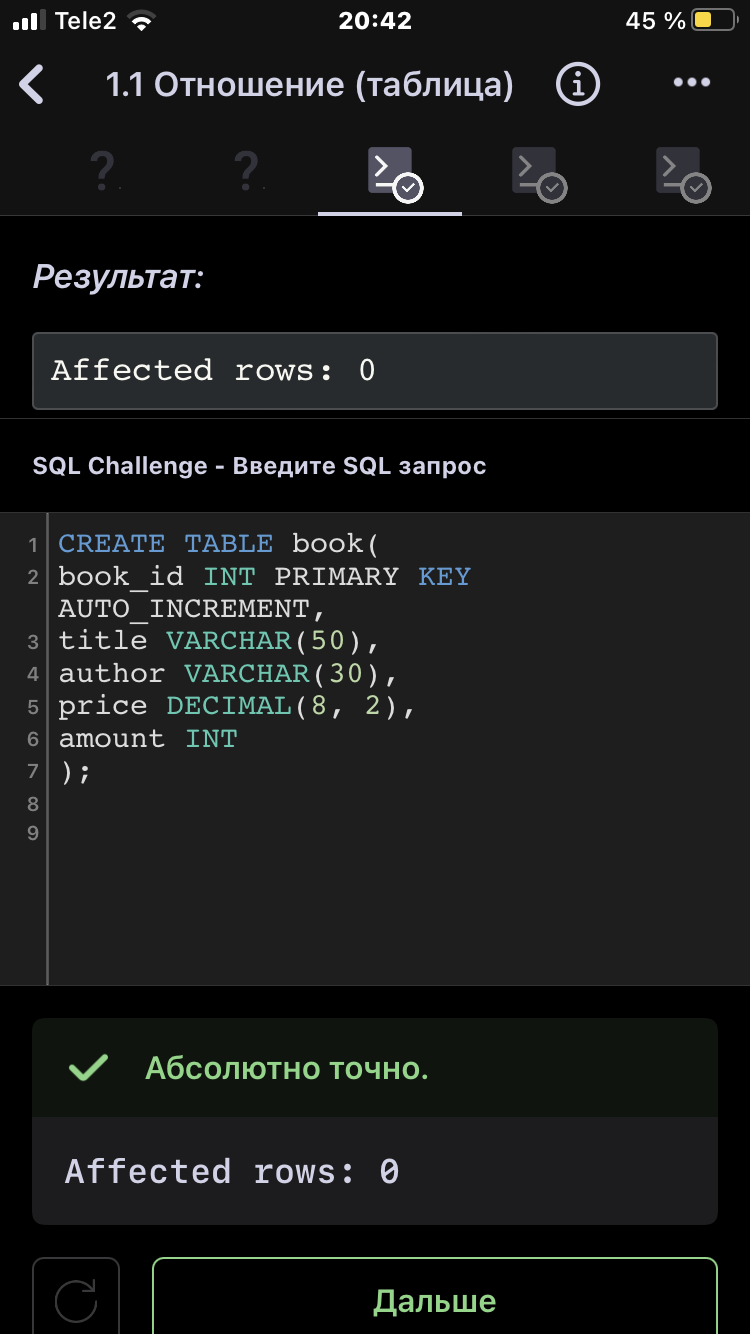 Tele2 20:42 45 %
1.1 Отношение (таблица)
? ?
Результат:
Affected rows: 0
SQL Challenge - Введите SQL запрос
1 CREATE TABLE book(
2 book_id INT PRIMARY KEY
AUTO_INCREMENT,
3 title VARCHAR(50),
4 author VARCHAR(30),
5 price DECIMAL(8, 2),
6 amount INT
7 );
8
9
Абсолютно точно.
Affected rows: 0
Дальше